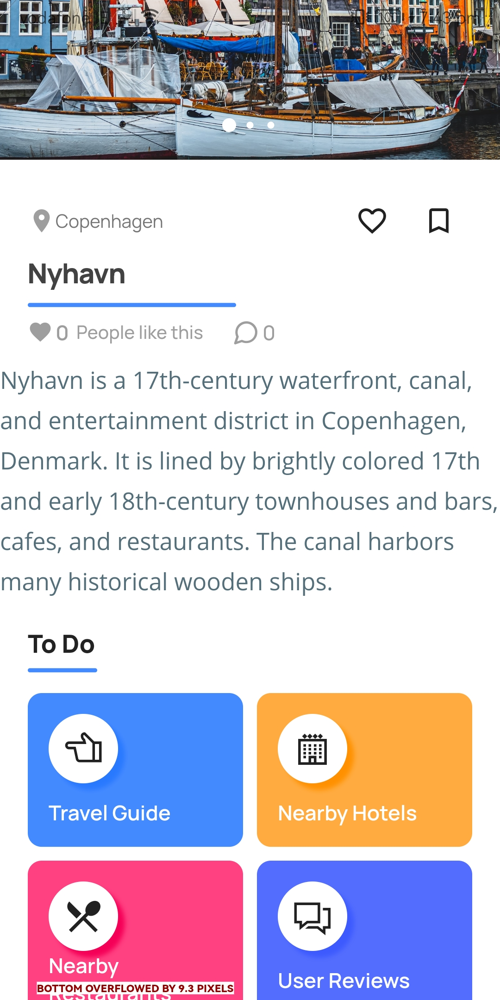 vodafone IE
100 7:43 pm
Copenhagen
Nyhavn
0 People like this 0
Nyhavn is a 17th-century waterfront, canal,
and entertainment district in Copenhagen,
Denmark. It is lined by brightly colored 17th
and early 18th-century townhouses and bars,
cafes, and restaurants. The canal harbors
many historical wooden ships.
To Do
Travel Guide
Nearby Hotels
Nearby
Restaurants
BOTTOM OVERFLOWED BY 9.3 PIXELS
User Reviews